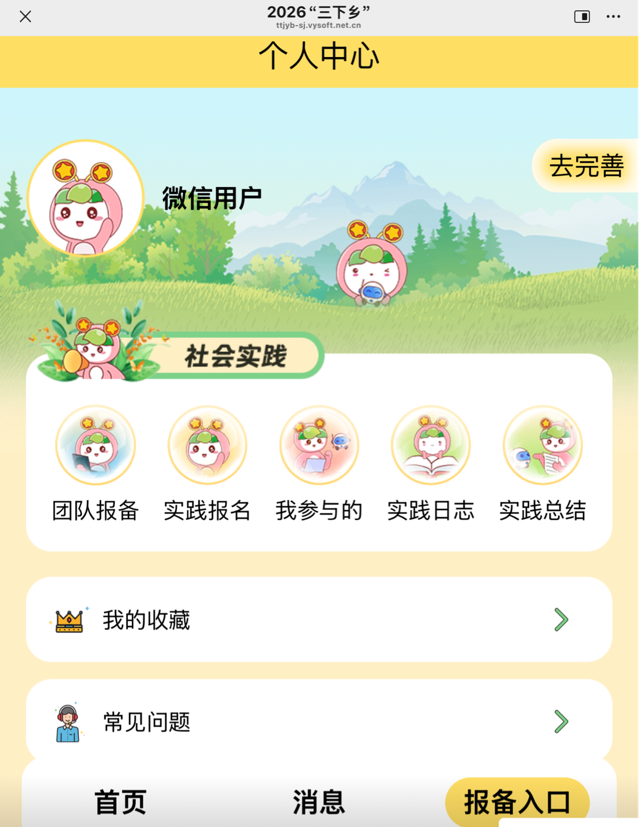 2026“三下乡”
ttjyb-sj.vysoft.net.cn
个人中心
去完善
微信用户
社会实践
团队报备 实践报名 我参与的 实践日志 实践总结
我的收藏
常见问题
首页 消息 报备入口